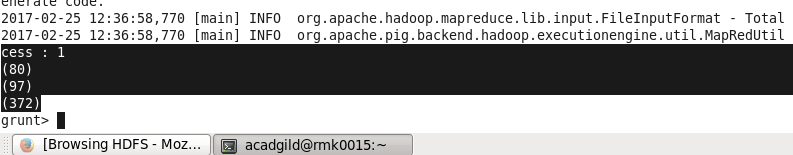 enerate code.
2017-02-25 12:36:58,770 [main] INFO  org.apache.hadoop.mapreduce.lib.input.FileInputFormat - Total
2017-02-25 12:36:58,770 [main] INFO  org.apache.pig.backend.hadoop.executionengine.util.MapRedUtil
cess : 1
(80)
(97)
(372)
grunt>
[Browsing HDFS - Moz... acadgild@rmk0015:~